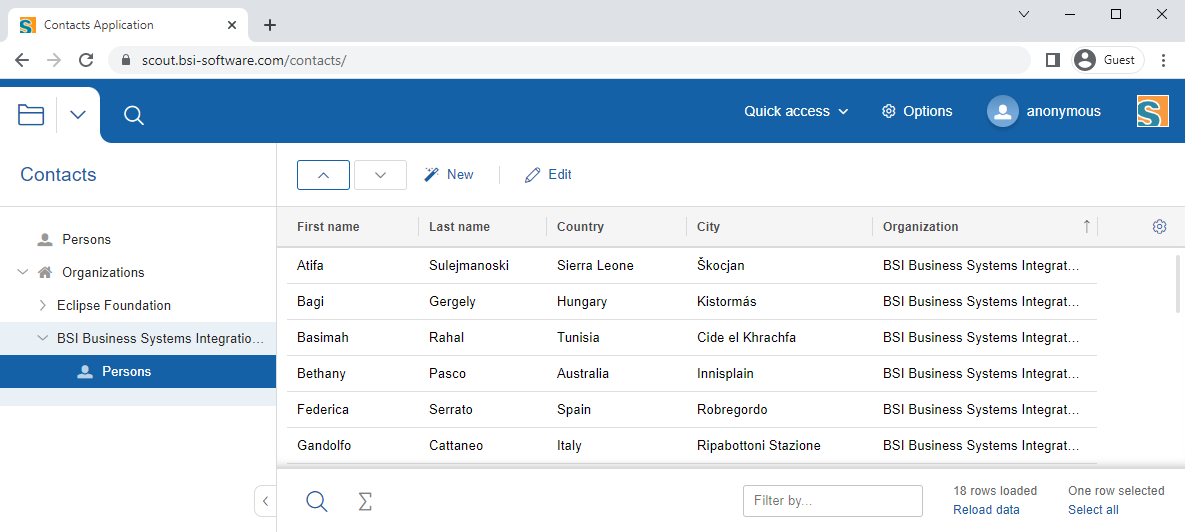 Contacts Application
scout.bsi-software.com/contacts/
Guest
Quick access
Options
anonymous
S
Contacts
New
Edit
Persons
Organizations
Eclipse Foundation
BSI Business Systems Integratio...
Persons
First name Last name Country City Organization
Atifa Sulejmanoski Sierra Leone Škocjan BSI Business Systems Integrat...
Bagi Gergely Hungary Kistormás BSI Business Systems Integrat...
Basimah Rahal Tunisia Cide el Khrachfa BSI Business Systems Integrat...
Bethany Pasco Australia Innisplain BSI Business Systems Integrat...
Federica Serrato Spain Robregordo BSI Business Systems Integrat...
Gandolfo Cattaneo Italy Ripabottoni Stazione BSI Business Systems Integrat...
Σ
Filter by...
18 rows loaded
Reload data
One row selected
Select all